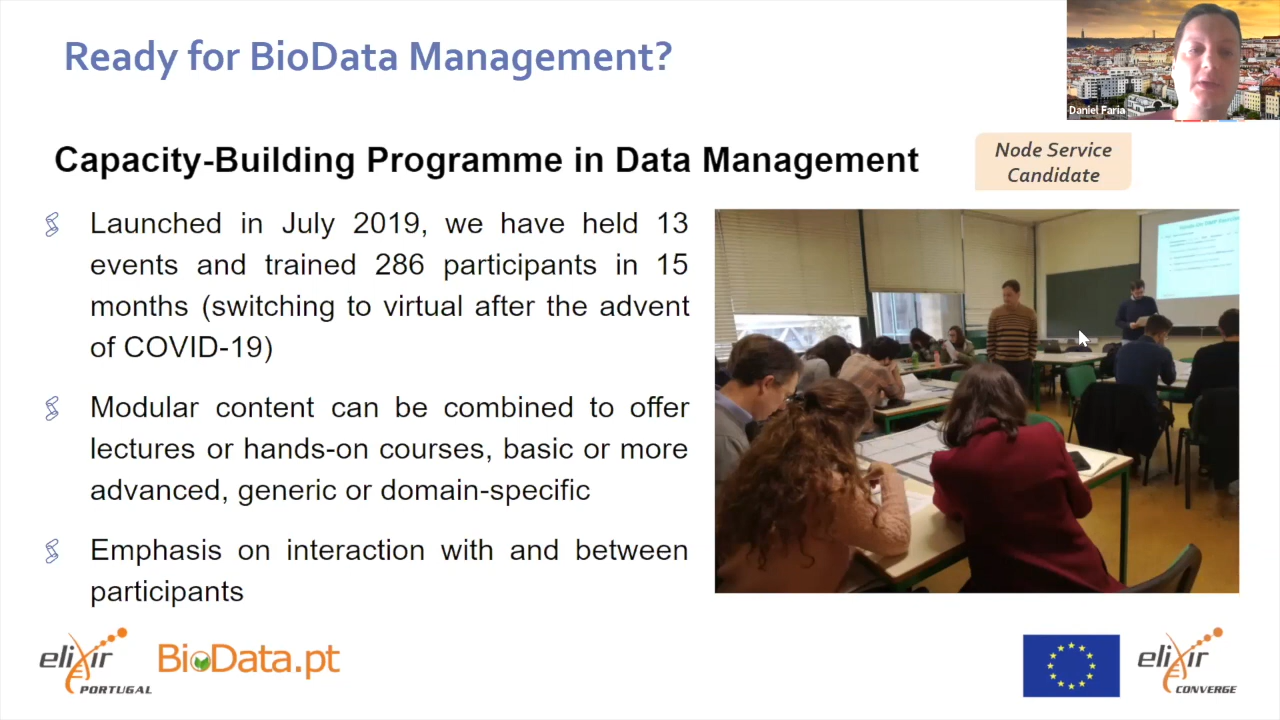 Ready for BioData Management?
Daniel Faria
Capacity-Building Programme in Data Management
Node Service
Candidate
Launched in July 2019, we have held 13
events and trained 286 participants in 15
months (switching to virtual after the advent
of COVID-19)
Modular content can be combined to offer
lectures or hands-on courses, basic or more
advanced, generic or domain-specific
Emphasis on interaction with and between
participants
elixir
PORTUGAL
BioData.pt
elixir
CONVERGE